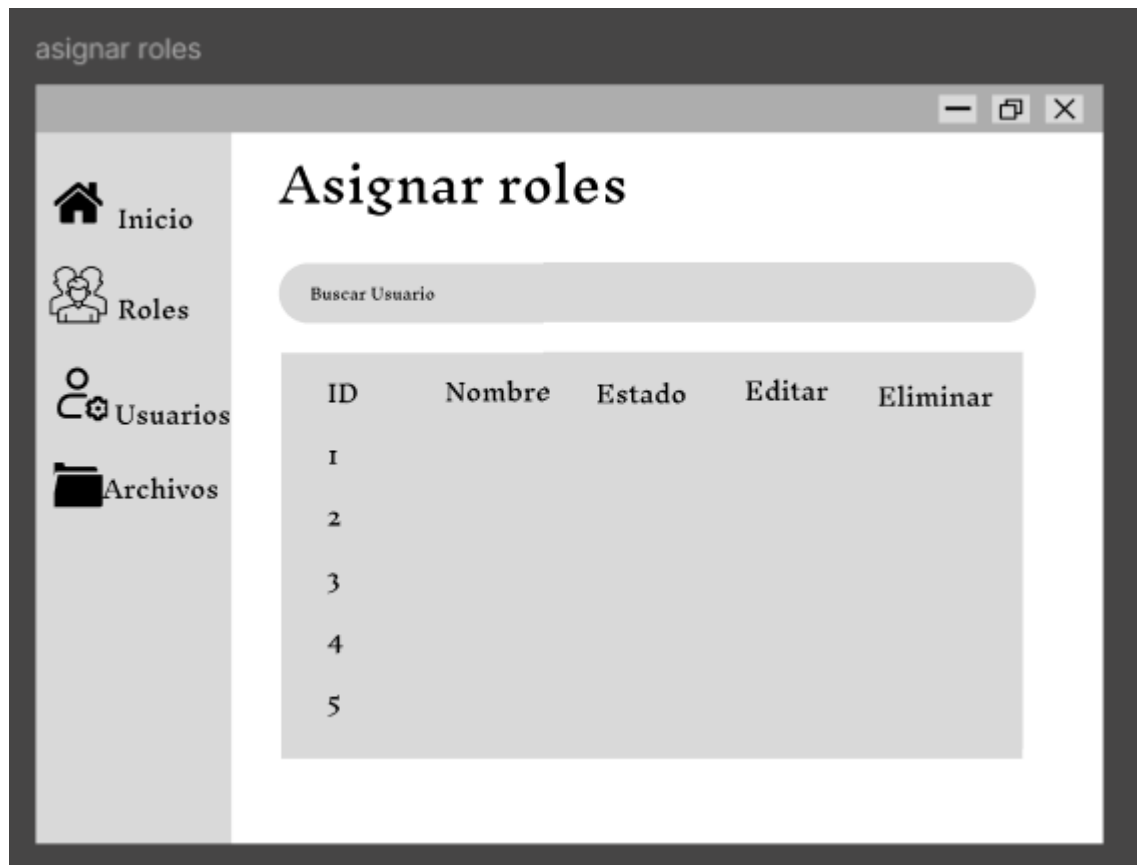 asignar roles
Asignar roles
Inicio
Roles
Usuarios
Archivos
Buscar Usuario
ID Nombre Estado Editar Eliminar
1
2
3
4
5